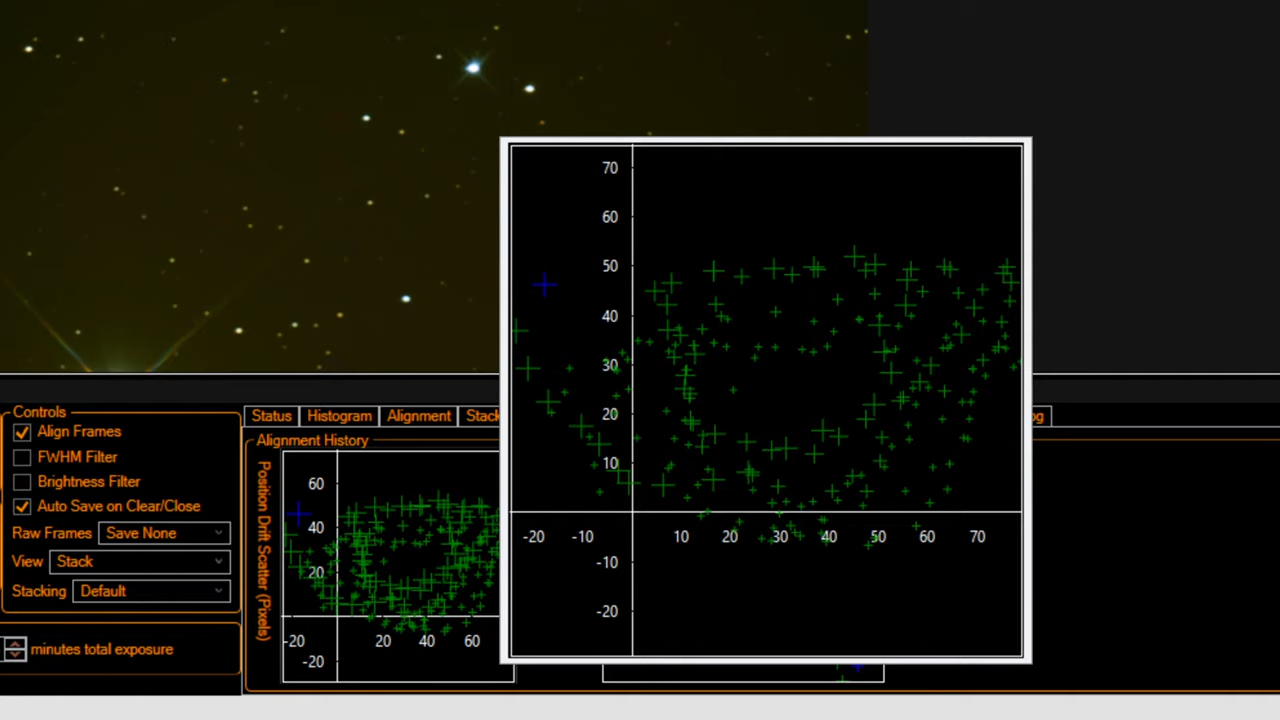 Controls
Align Frames
FWHM Filter
Brightness Filter
Auto Save on Clear/Close
Raw Frames Save None
View Stack
Stacking Default
minutes total exposure
Status Histogram Alignment Stack
og
Alignment History
Position Drift Scatter (Pixels)
60
40
20
-20 20 40 60
-20
70
60
50
40
30
20
10
-20 -10 10 20 30 40 50 60 70
-10
-20